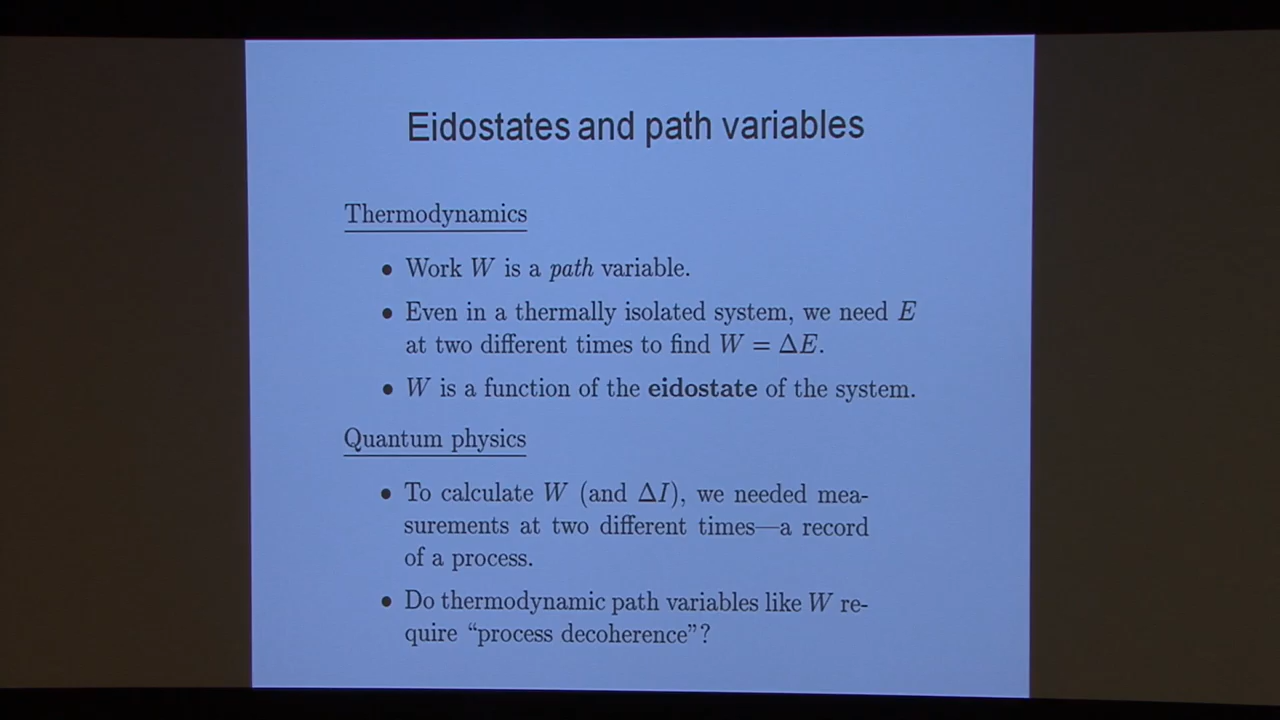 Eidostates and path variables
Thermodynamics
• Work W is a path variable.
• Even in a thermally isolated system, we need E
at two different times to find W = ΔE.
• W is a function of the eidostate of the system.
Quantum physics
• To calculate W (and ΔI), we needed mea-
surements at two different times—a record
of a process.
• Do thermodynamic path variables like W re-
quire “process decoherence”?